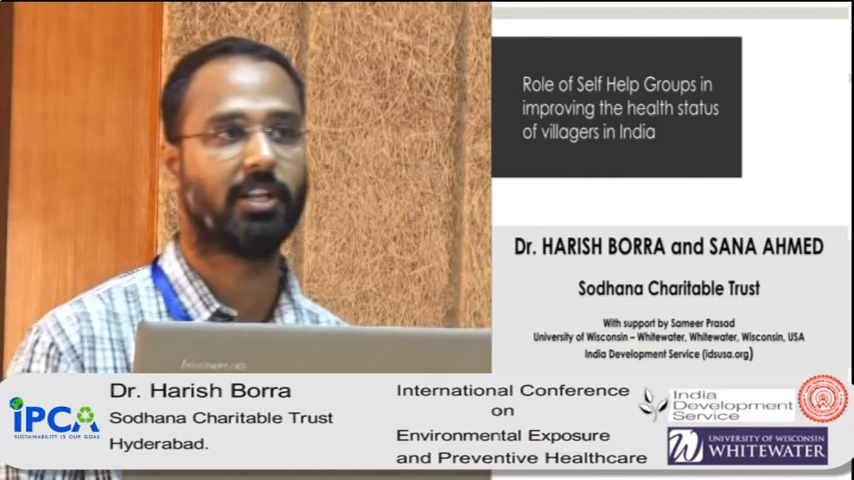 Role of Self Help Groups in
improving the health status
of villagers in India
Dr. HARISH BORRA and SANA AHMED
Sodhana Charitable Trust
With support by Sameer Prasad
University of Wisconsin – Whitewater, Whitewater, Wisconsin, USA
India Development Service (idsusa.org)
iPCA
SUSTAINABILITY IS OUR GOAL
Dr. Harish Borra
Sodhana Charitable Trust
Hyderabad.
International Conference
on
Environmental Exposure
and Preventive Healthcare
India
Development
Service
W
UNIVERSITY OF WISCONSIN
WHITEWATER